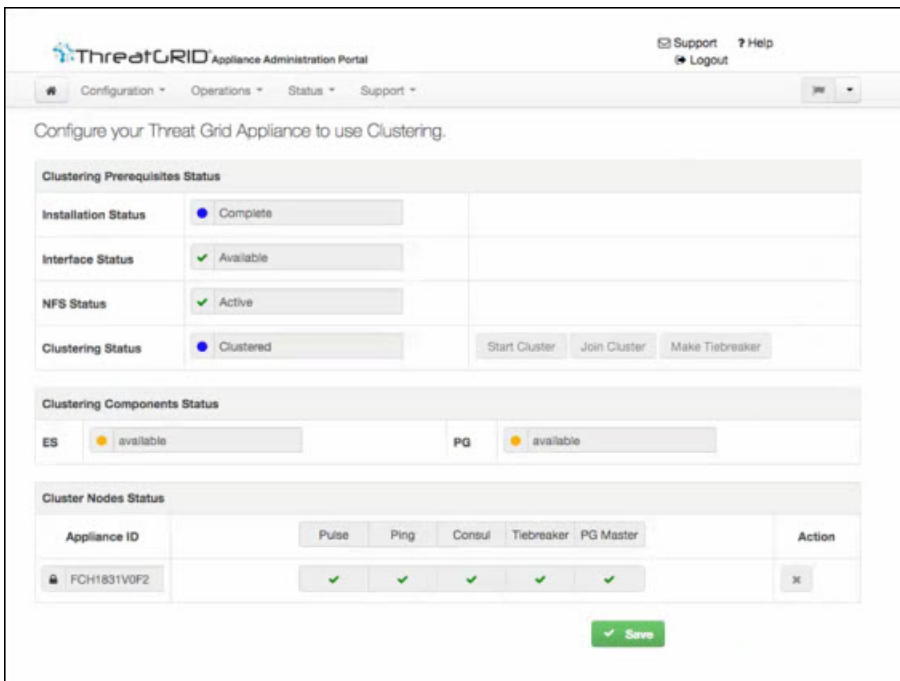 Support ? Help
ThreatGRID Appliance Administration Portal
Logout
Configuration Operations Status Support
Configure your Threat Grid Appliance to use Clustering.
Clustering Prerequisites Status
Installation Status Complete
Interface Status Available
NFS Status Active
Clustering Status Clustered Start Cluster Join Cluster Make Tiebreaker
Clustering Components Status
ES available PG available
Cluster Nodes Status
Appliance ID Pulse Ping Consul Tiebreaker PG Master Action
FCH1831V0F2
Save